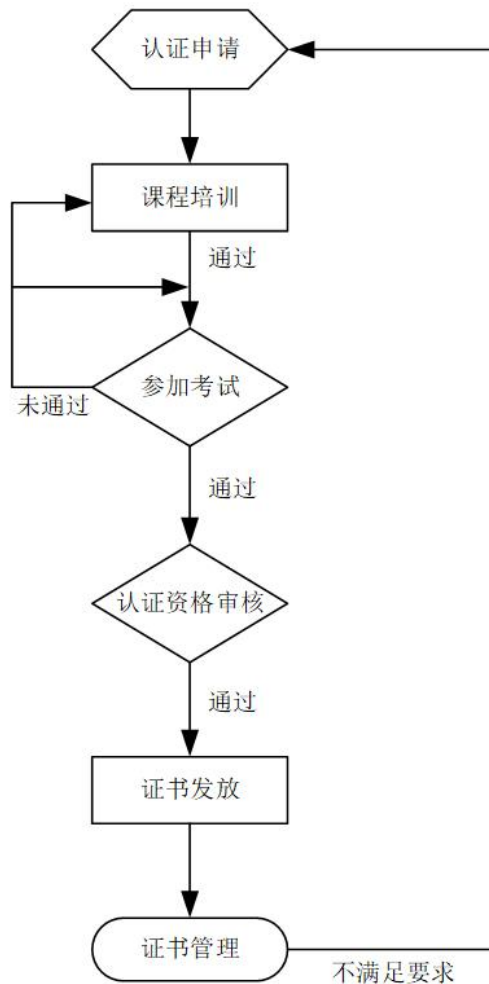 认证申请
课程培训
通过
参加考试
未通过
通过
认证资格审核
通过
证书发放
证书管理
不满足要求